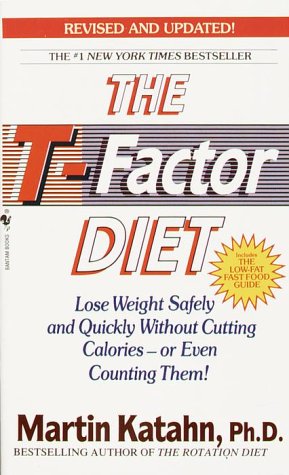 REVISED AND UPDATED!
THE #1 NEW YORK TIMES BESTSELLER
THE
T-Factor
DIET
BANTAM BOOKS
Includes
THE
LOW-FAT
FAST FOOD
GUIDE
Lose Weight Safely
and Quickly Without Cutting
Calories – or Even
Counting Them!
Martin Katahn, Ph.D.
BESTSELLING AUTHOR OF THE ROTATION DIET